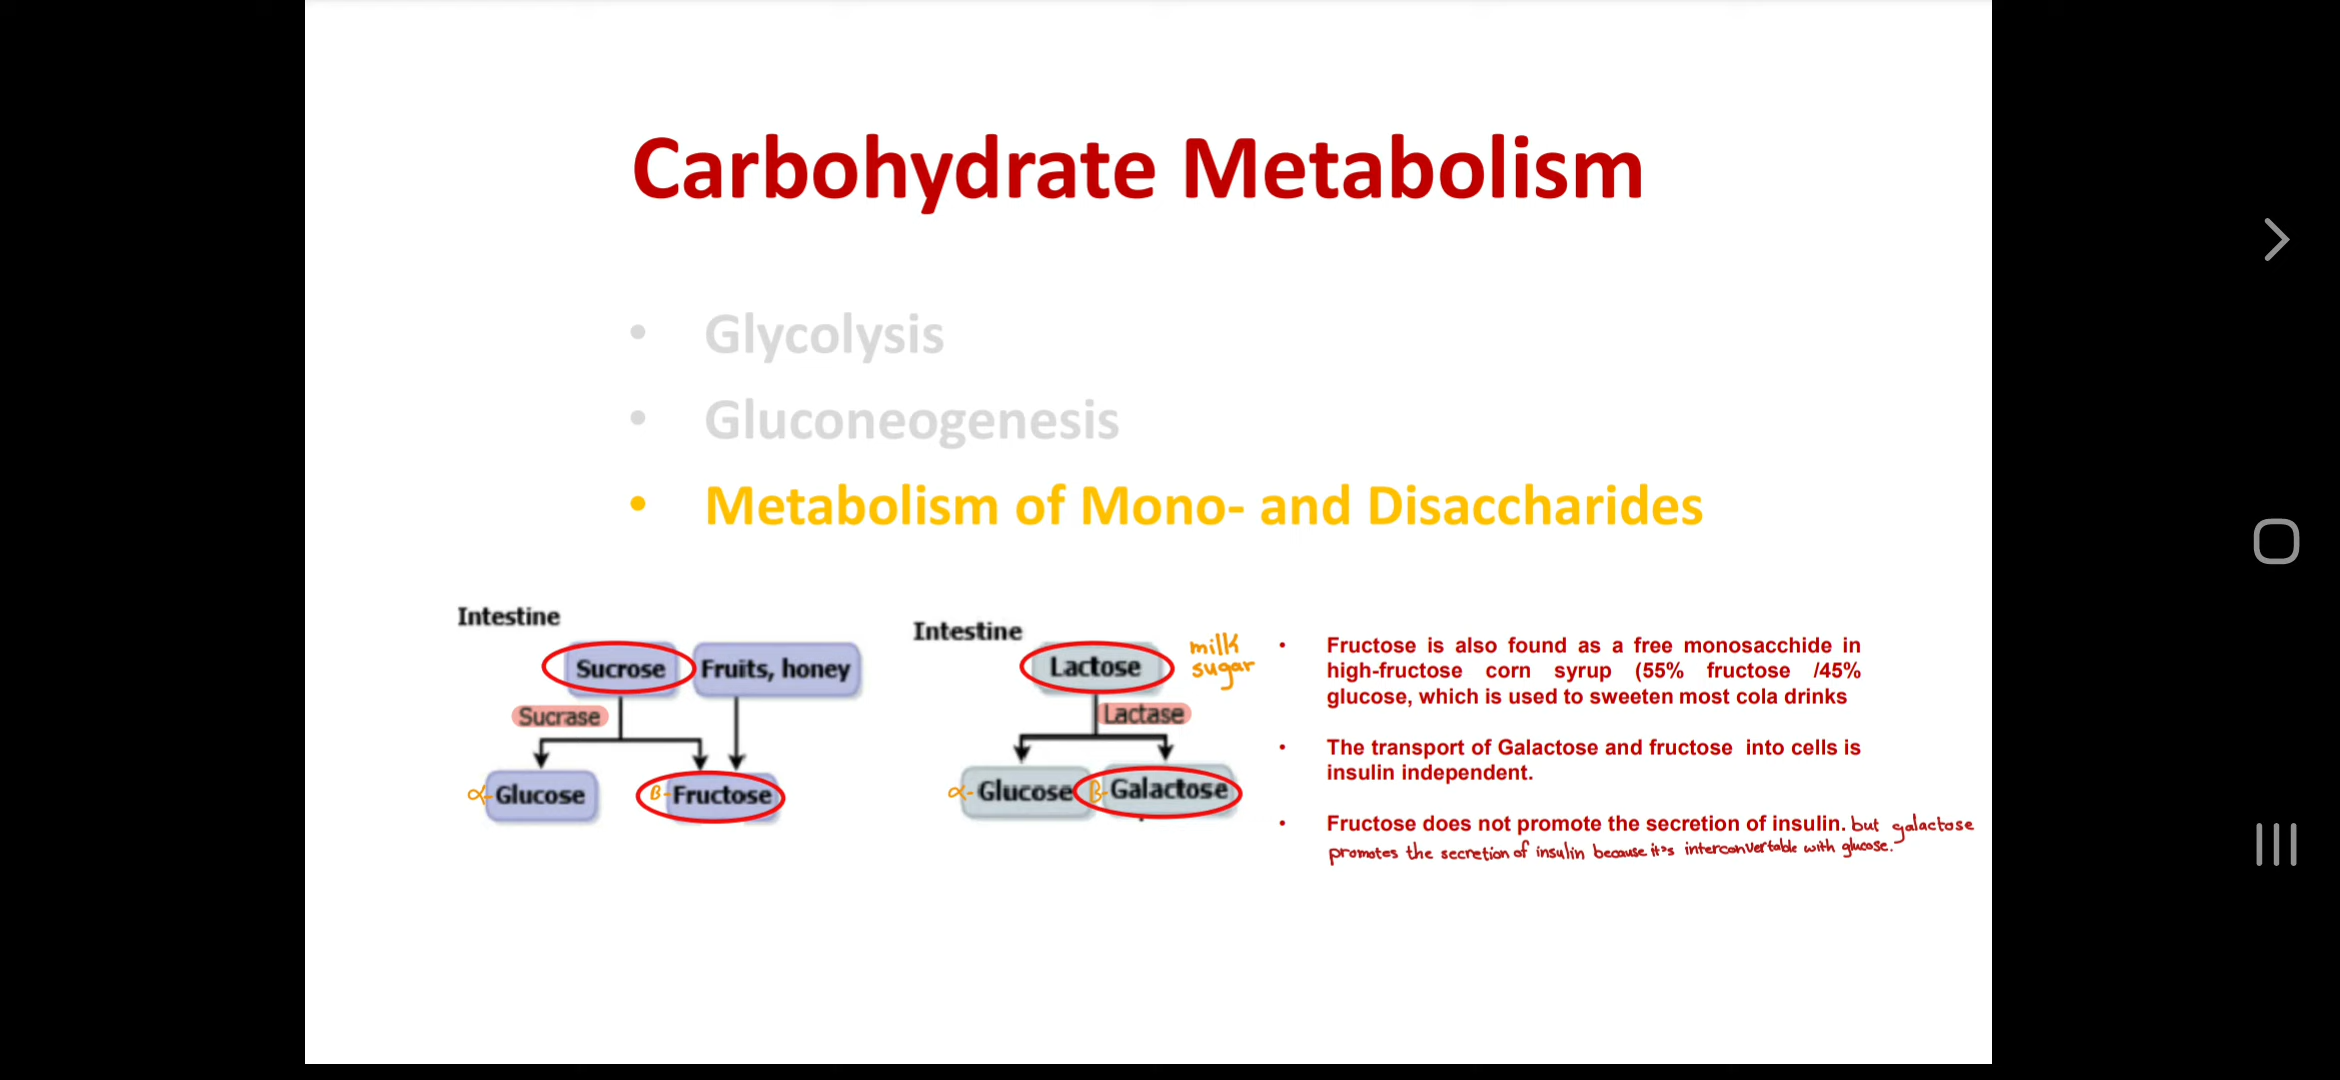 Carbohydrate Metabolism
• Glycolysis
• Gluconeogenesis
• Metabolism of Mono- and Disaccharides
Intestine
Sucrose
Fruits, honey
Sucrase
α-Glucose
β-Fructose
Intestine
Lactose
milk
sugar
Lactase
α-Glucose
β-Galactose
• Fructose is also found as a free monosacchide in
high-fructose corn syrup (55% fructose /45%
glucose, which is used to sweeten most cola drinks
• The transport of Galactose and fructose into cells is
insulin independent.
• Fructose does not promote the secretion of insulin. but galactose
promotes the secretion of insulin because it's interconvertable with glucose.